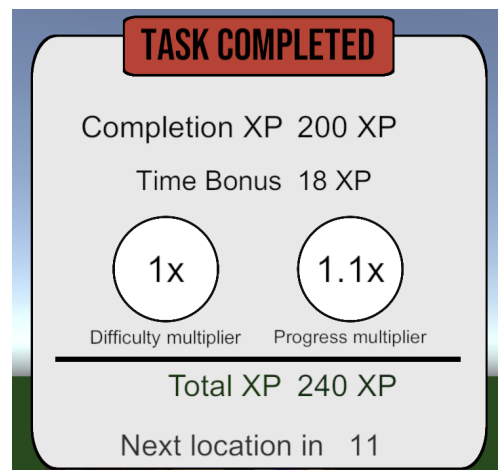 TASK COMPLETED
Completion XP 200 XP
Time Bonus 18 XP
1x 1.1x
Difficulty multiplier Progress multiplier
Total XP 240 XP
Next location in 11